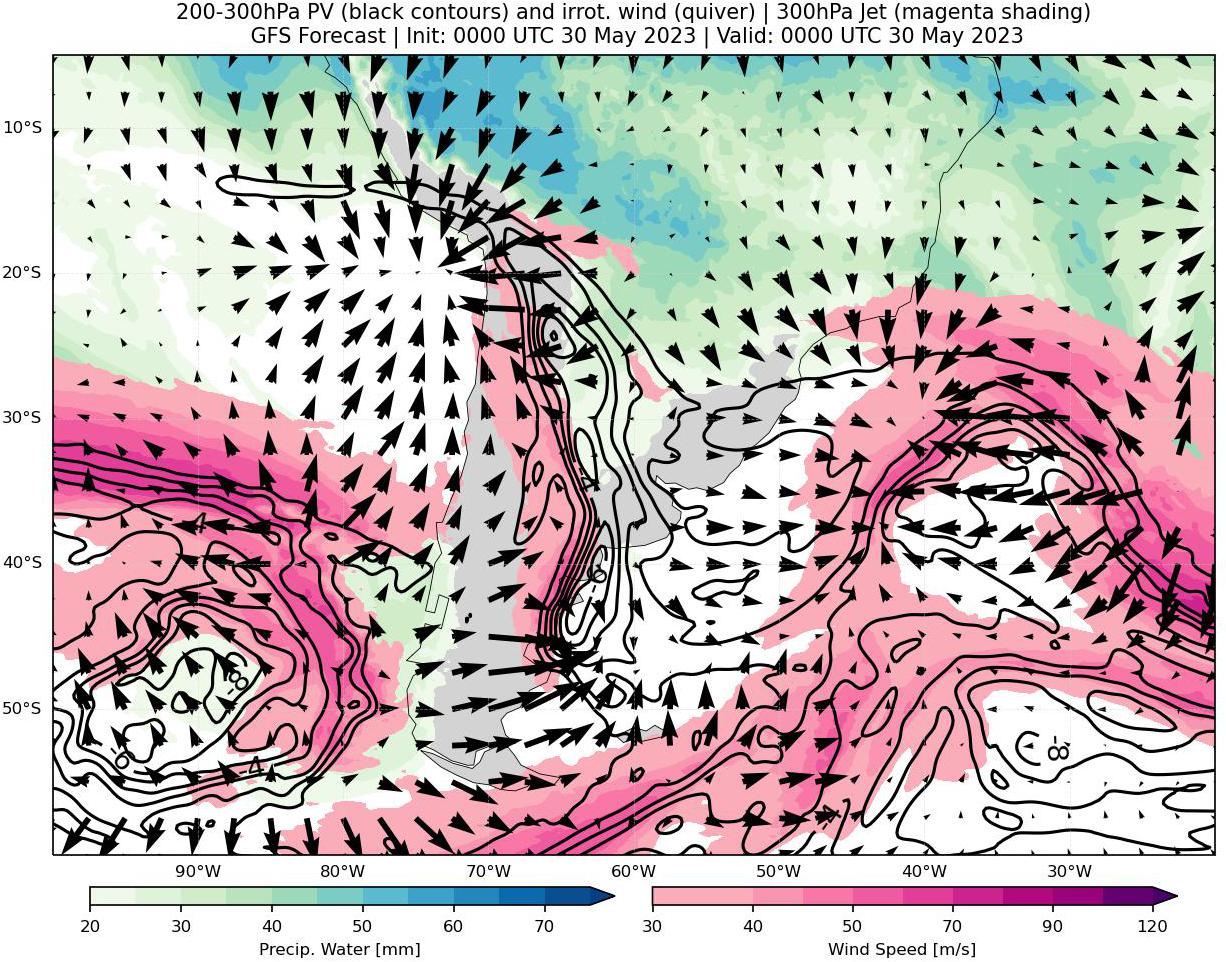 200-300hPa PV (black contours) and irrot. wind (quiver) | 300hPa Jet (magenta shading)
GFS Forecast | Init: 0000 UTC 30 May 2023 | Valid: 0000 UTC 30 May 2023
10°S
20°S
30°S
-4
-4
40°S
-8
50°S
-8
-4
-4
90°W 80°W 70°W 60°W 50°W 40°W 30°W
20 30 40 50 60 70
30 40 50 70 90 120
Precip. Water [mm]
Wind Speed [m/s]